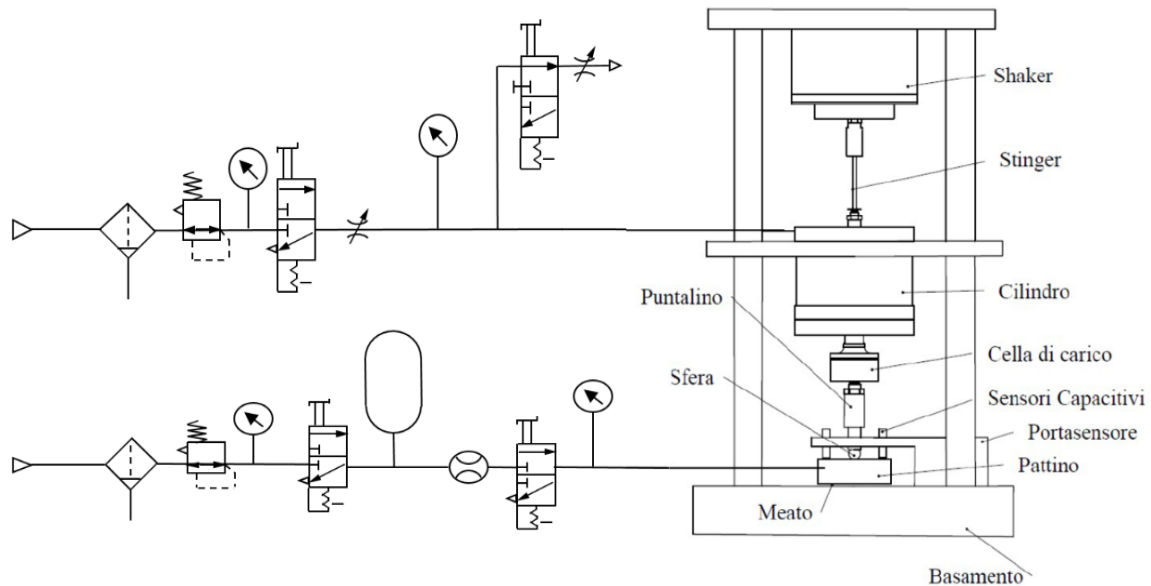 Shaker
Stinger
Puntalino
Cilindro
Sfera
Cella di carico
Sensori Capacitivi
Portasensore
Pattino
Meato
Basamento